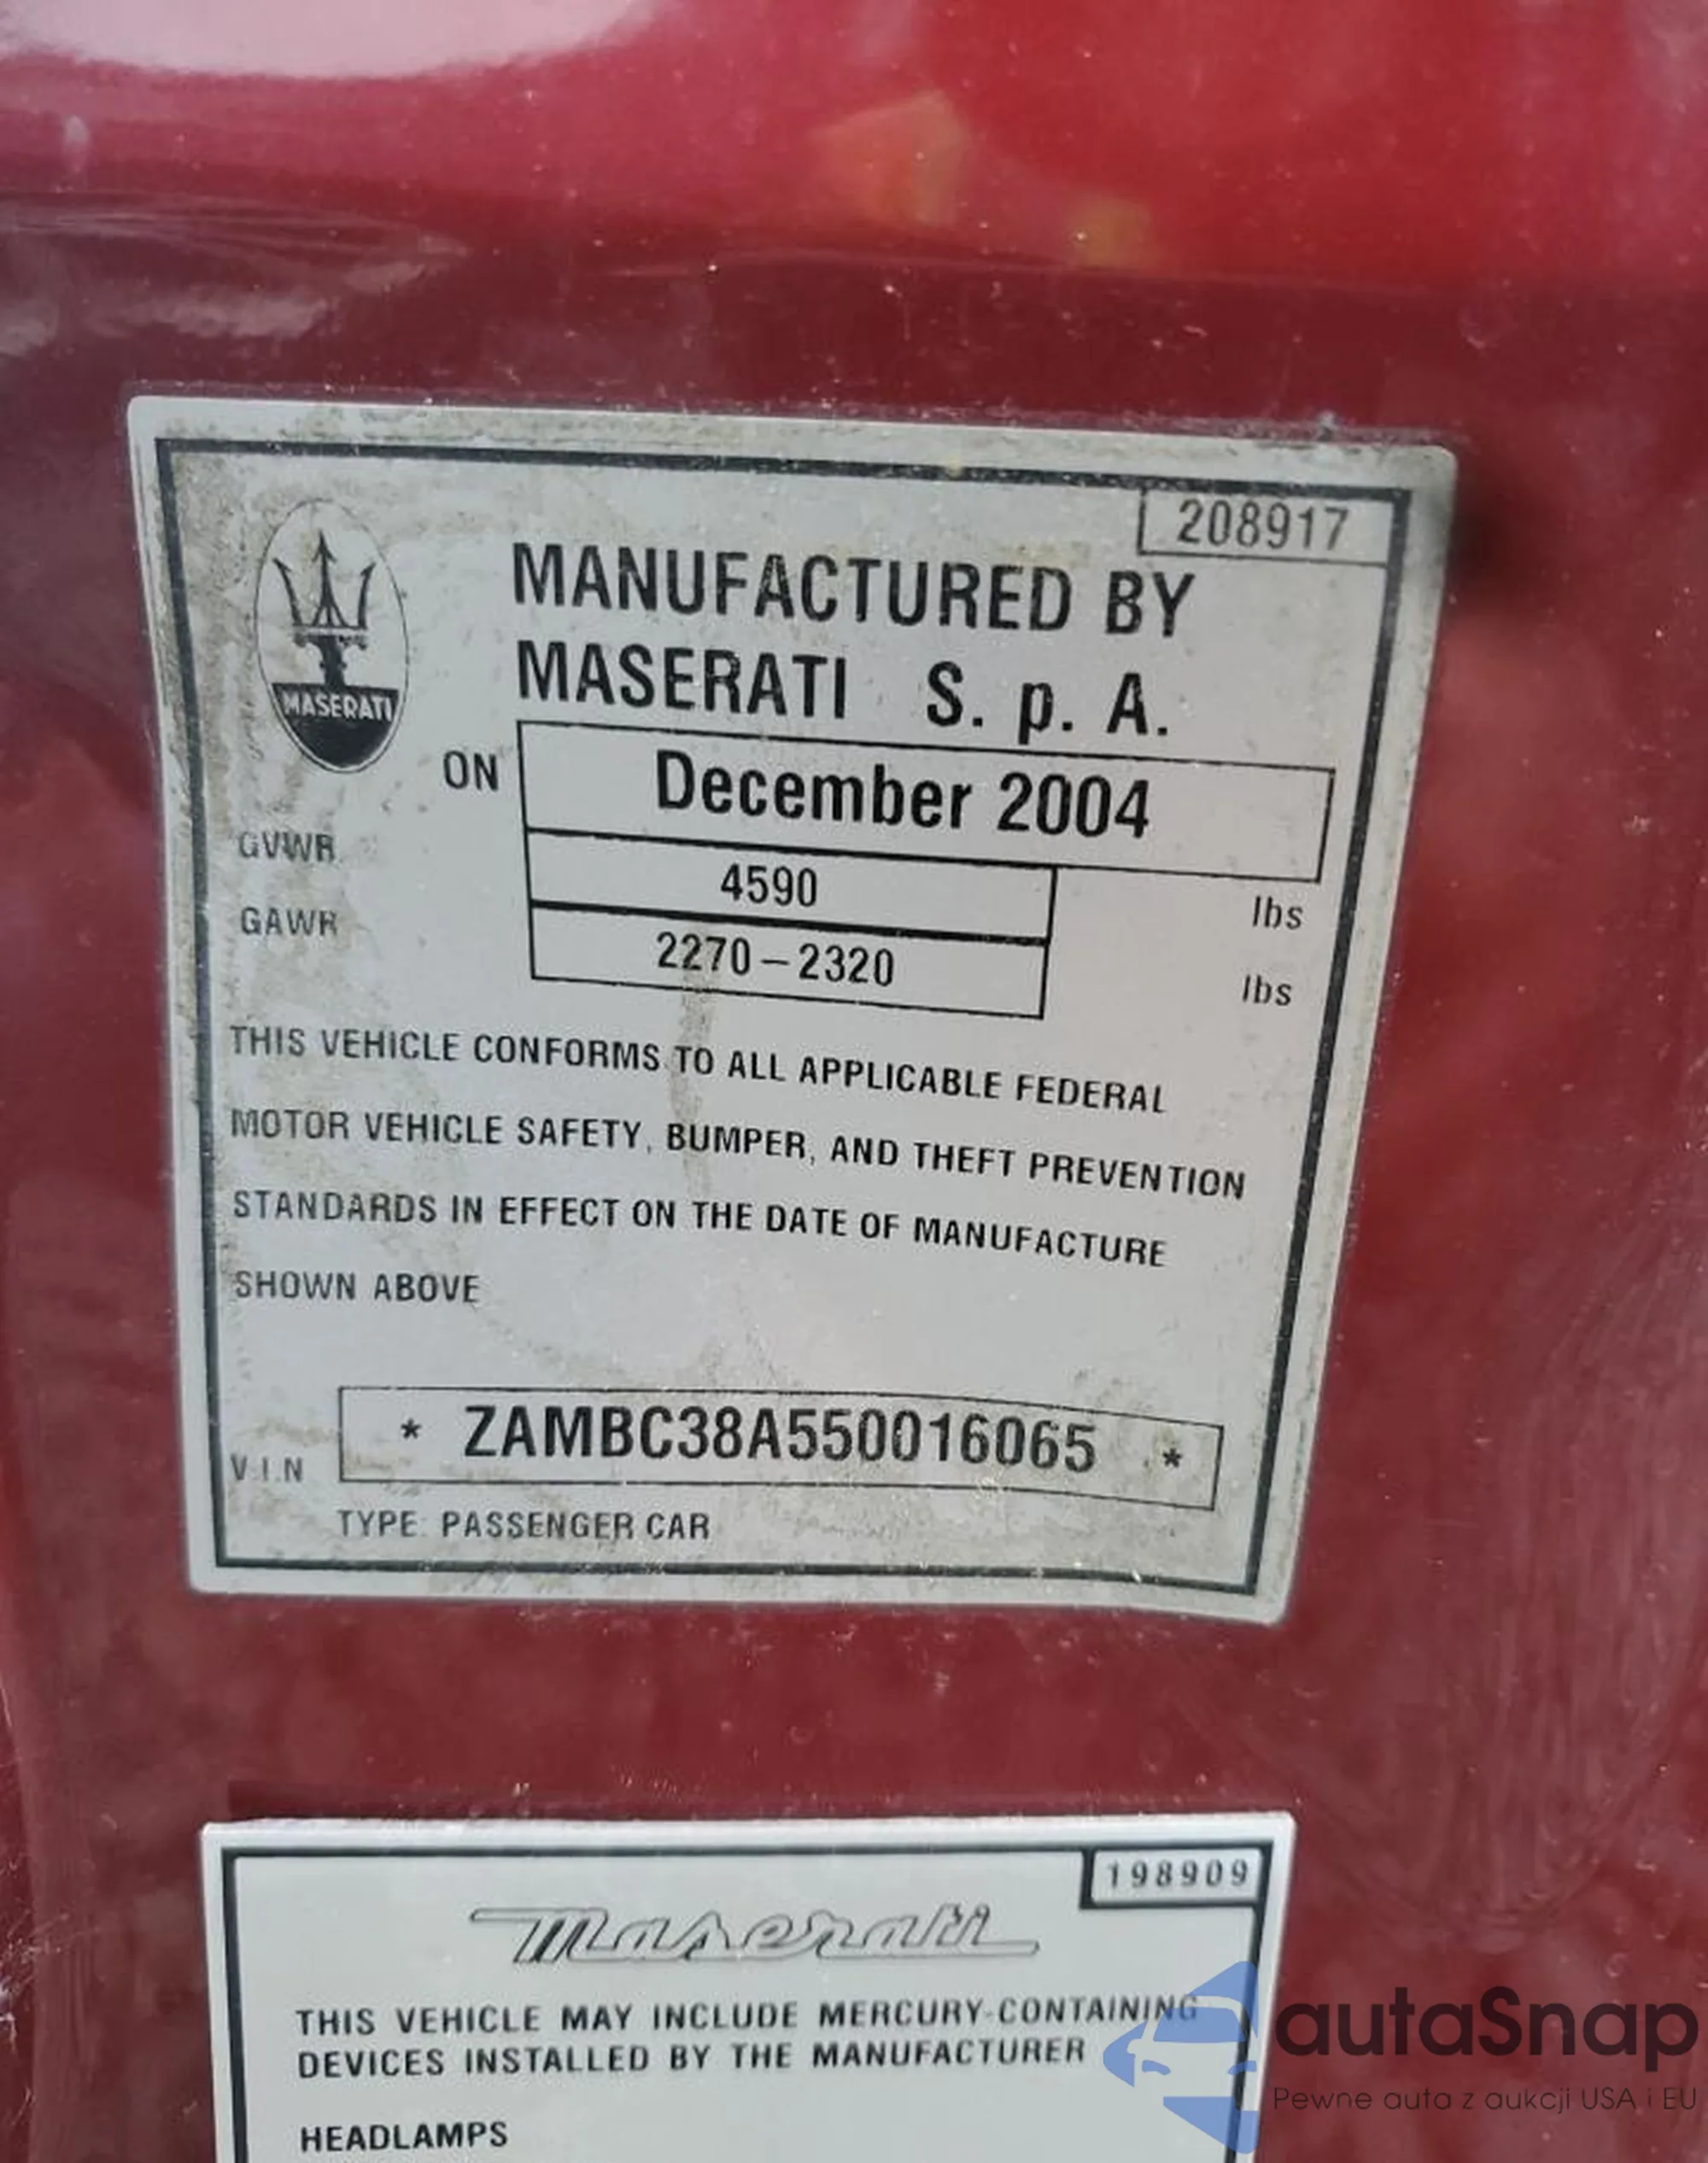 208917
MANUFACTURED BY
MASERATI S. p. A.
MASERATI
ON December 2004
GVWR 4590 lbs
GAWR 2270–2320 lbs
THIS VEHICLE CONFORMS TO ALL APPLICABLE FEDERAL
MOTOR VEHICLE SAFETY, BUMPER, AND THEFT PREVENTION
STANDARDS IN EFFECT ON THE DATE OF MANUFACTURE
SHOWN ABOVE
V.I.N * ZAMBC38A550016065 *
TYPE: PASSENGER CAR
198909
Maserati
THIS VEHICLE MAY INCLUDE MERCURY-CONTAINING
DEVICES INSTALLED BY THE MANUFACTURER
HEADLAMPS
autaSnap
Pewne auta z aukcji USA i EU